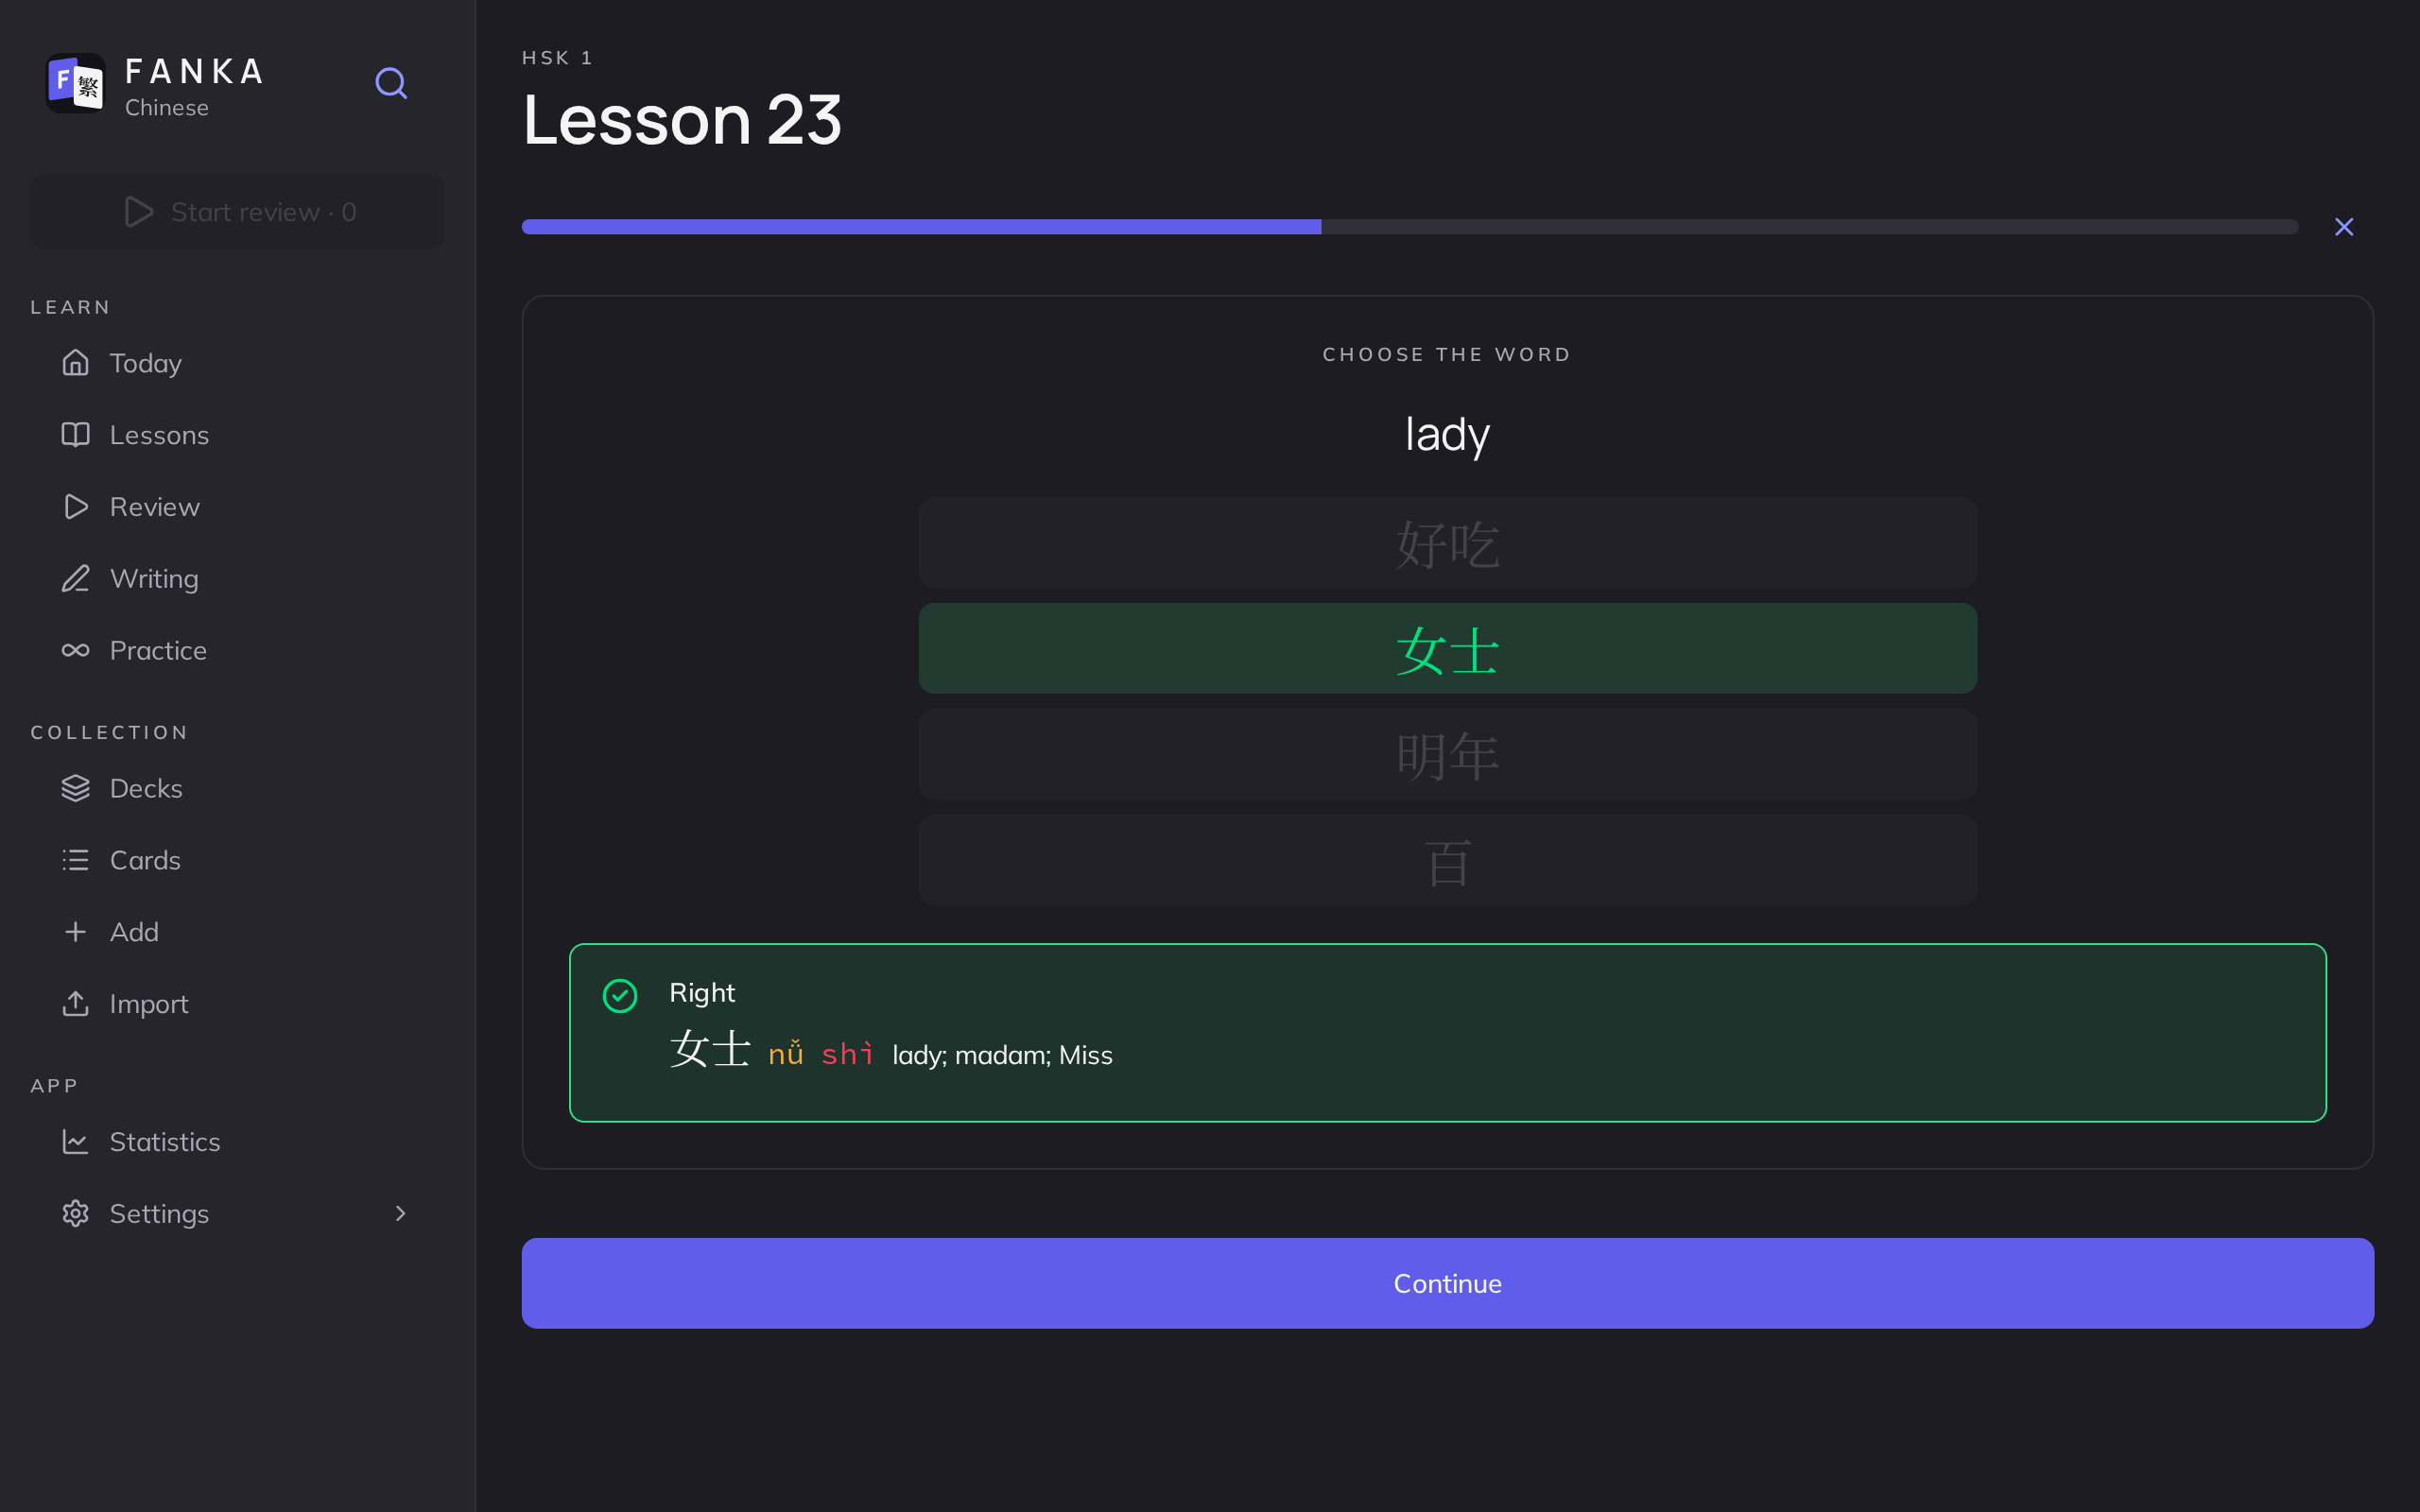 F 繁
FANKA
Chinese
Start review · 0
LEARN
Today
Lessons
Review
Writing
Practice
COLLECTION
Decks
Cards
Add
Import
APP
Statistics
Settings
HSK 1
Lesson 23
CHOOSE THE WORD
lady
好吃
女士
明年
百
Right
女士 nǚ shì lady; madam; Miss
Continue